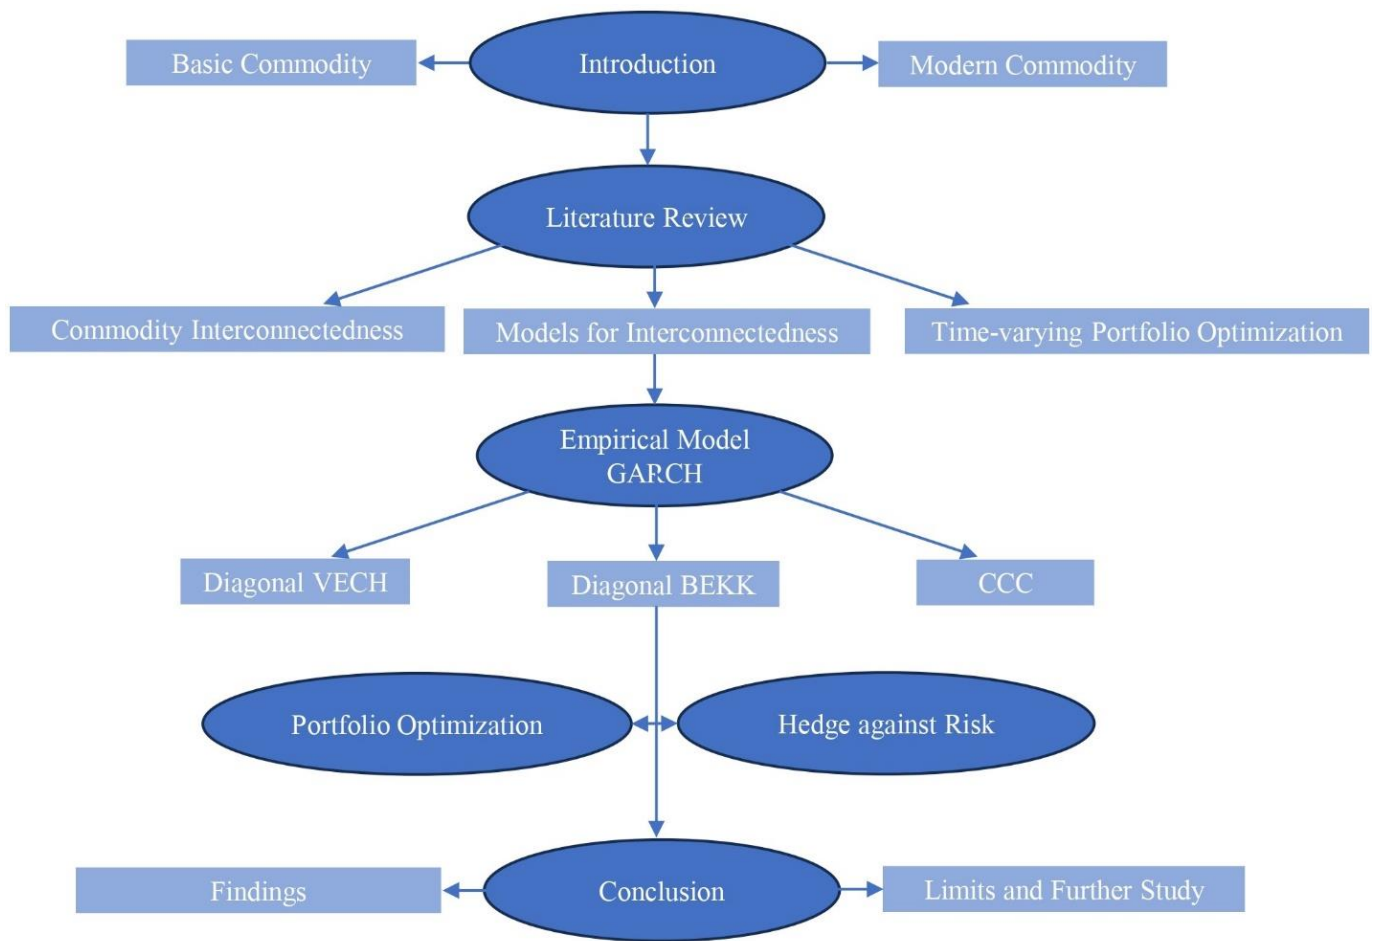 Introduction
Basic Commodity
Modern Commodity
Literature Review
Commodity Interconnectedness
Models for Interconnectedness
Time-varying Portfolio Optimization
Empirical Model
GARCH
Diagonal VECH
Diagonal BEKK
CCC
Portfolio Optimization
Hedge against Risk
Conclusion
Findings
Limits and Further Study